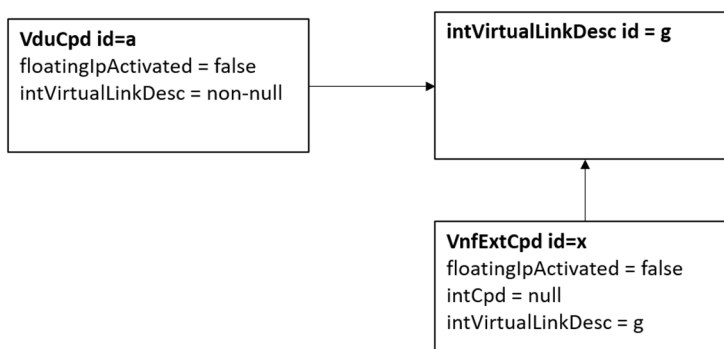 VduCpd id=a
floatingIpActivated = false
intVirtualLinkDesc = non-null
intVirtualLinkDesc id = g
VnfExtCpd id=x
floatingIpActivated = false
intCpd = null
intVirtualLinkDesc = g